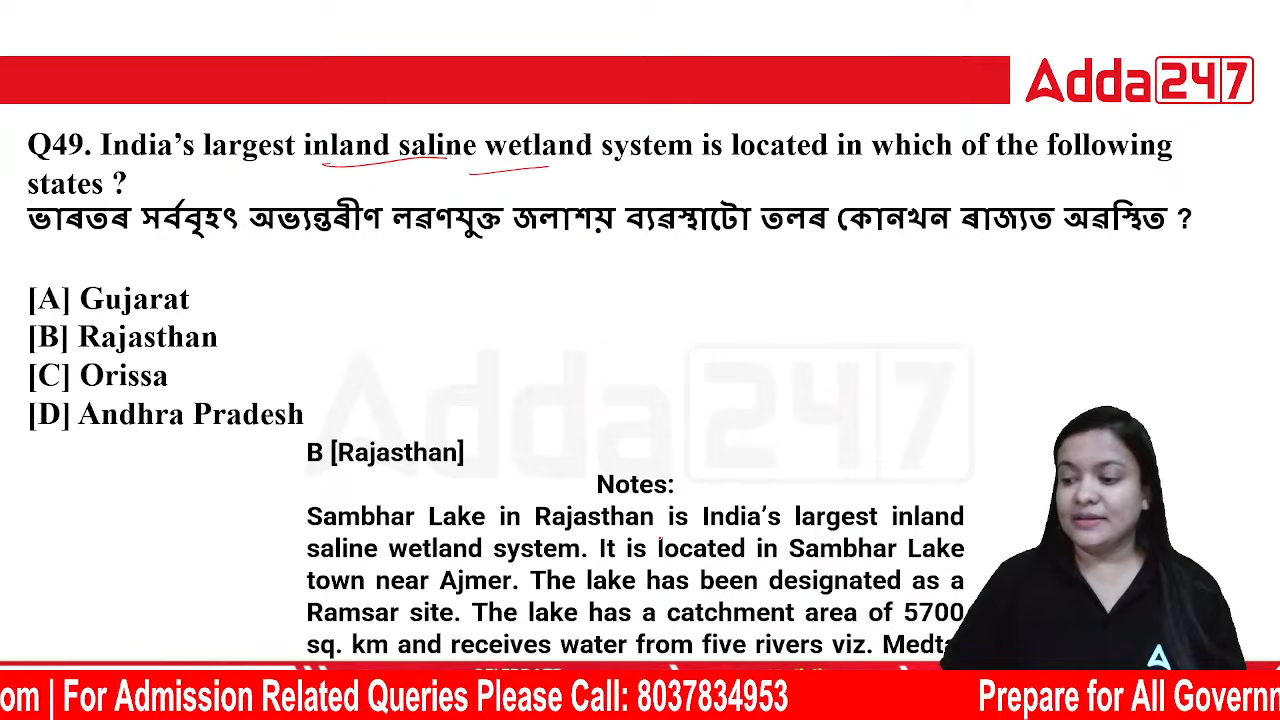 Adda247
Q49. India's largest inland saline wetland system is located in which of the following
states ?
ভাৰতৰ সৰ্ববৃহৎ অভ্যন্তৰীণ লৱণযুক্ত জলাশয় ব্যৱস্থাটো তলৰ কোনখন ৰাজ্যত অৱস্থিত ?
[A] Gujarat
[B] Rajasthan
[C] Orissa
[D] Andhra Pradesh
Adda247
B [Rajasthan]
Notes:
Sambhar Lake in Rajasthan is India's largest inland
saline wetland system. It is located in Sambhar Lake
town near Ajmer. The lake has been designated as a
Ramsar site. The lake has a catchment area of 5700
sq. km and receives water from five rivers viz. Medta
om | For Admission Related Queries Please Call: 8037834953 Prepare for All Govern